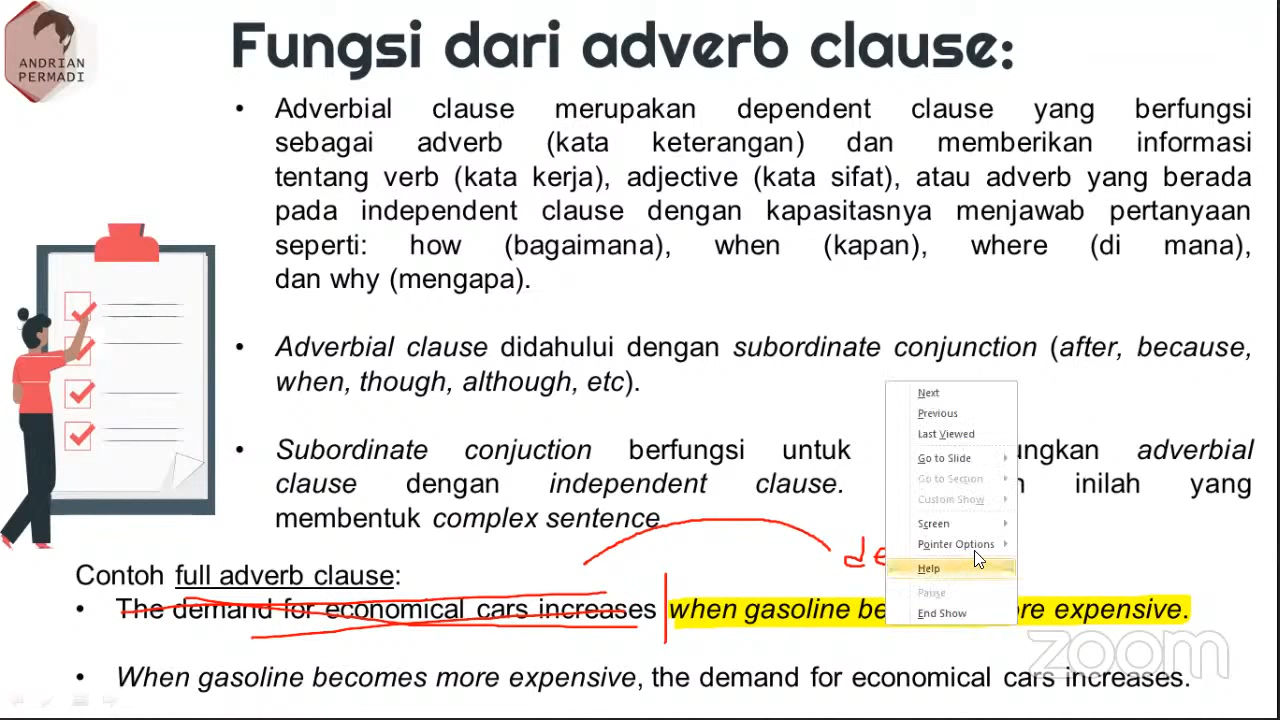 ANDRIAN
PERMADI
Fungsi dari adverb clause:
• Adverbial clause merupakan dependent clause yang berfungsi
sebagai adverb (kata keterangan) dan memberikan informasi
tentang verb (kata kerja), adjective (kata sifat), atau adverb yang berada
pada independent clause dengan kapasitasnya menjawab pertanyaan
seperti: how (bagaimana), when (kapan), where (di mana),
dan why (mengapa).
• Adverbial clause didahului dengan subordinate conjunction (after, because,
when, though, although, etc).
• Subordinate conjuction berfungsi untuk ungkan adverbial
clause dengan independent clause. inilah yang
membentuk complex sentence
Next
Previous
Last Viewed
Go to Slide
Go to Section
Custom Show
Screen
Pointer Options
Help
Pause
End Show
de
Contoh full adverb clause:
• The demand for economical cars increases when gasoline be re expensive.
zoom
• When gasoline becomes more expensive, the demand for economical cars increases.